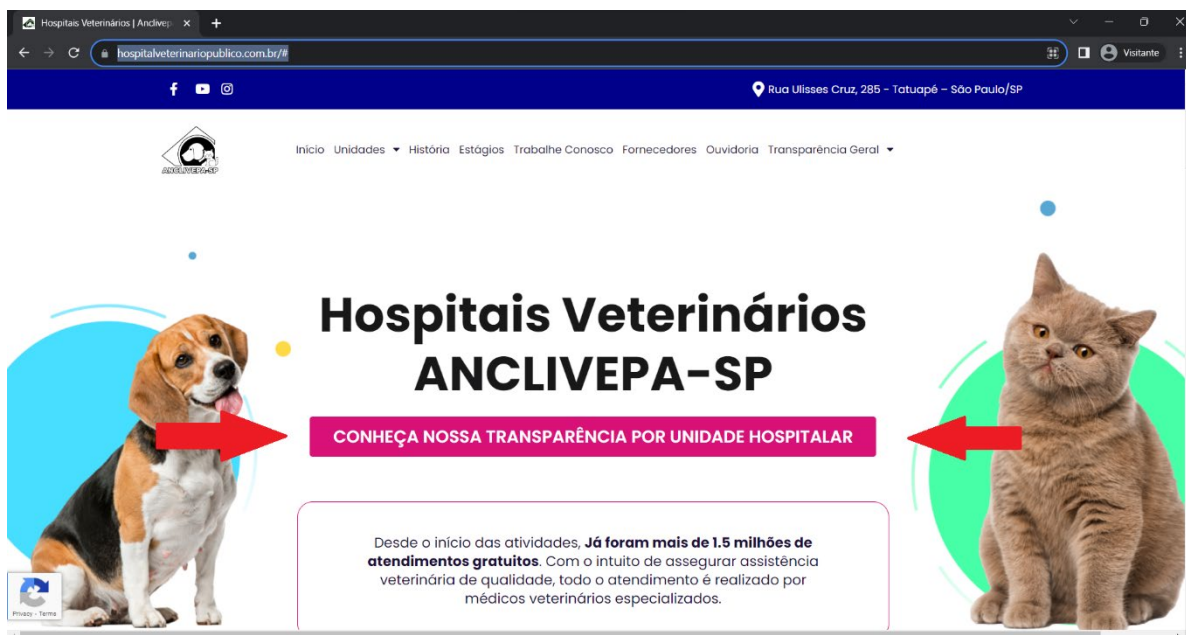 Hospitais Veterinários | Anclivep
hospitalveterinariopublico.com.br/#
Visitante
Rua Ulisses Cruz, 285 - Tatuapé – São Paulo/SP
ANCLIVEPA-SP
Início Unidades História Estágios Trabalhe Conosco Fornecedores Ouvidoria Transparência Geral
Hospitais Veterinários
ANCLIVEPA-SP
CONHEÇA NOSSA TRANSPARÊNCIA POR UNIDADE HOSPITALAR
Desde o início das atividades, Já foram mais de 1.5 milhões de
atendimentos gratuitos. Com o intuito de assegurar assistência
veterinária de qualidade, todo o atendimento é realizado por
médicos veterinários especializados.
Privacy - Terms